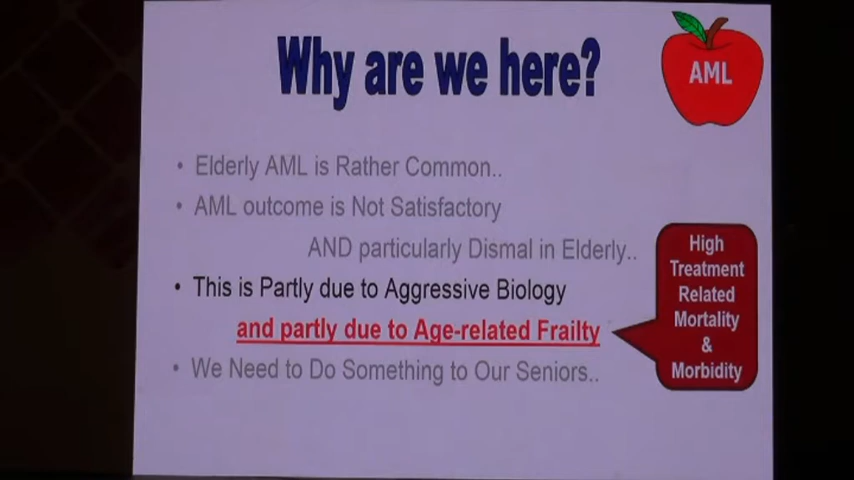 Why are we here?
AML
• Elderly AML is Rather Common..
• AML outcome is Not Satisfactory
AND particularly Dismal in Elderly..
• This is Partly due to Aggressive Biology
and partly due to Age-related Frailty
• We Need to Do Something to Our Seniors..
High
Treatment
Related
Mortality
&
Morbidity